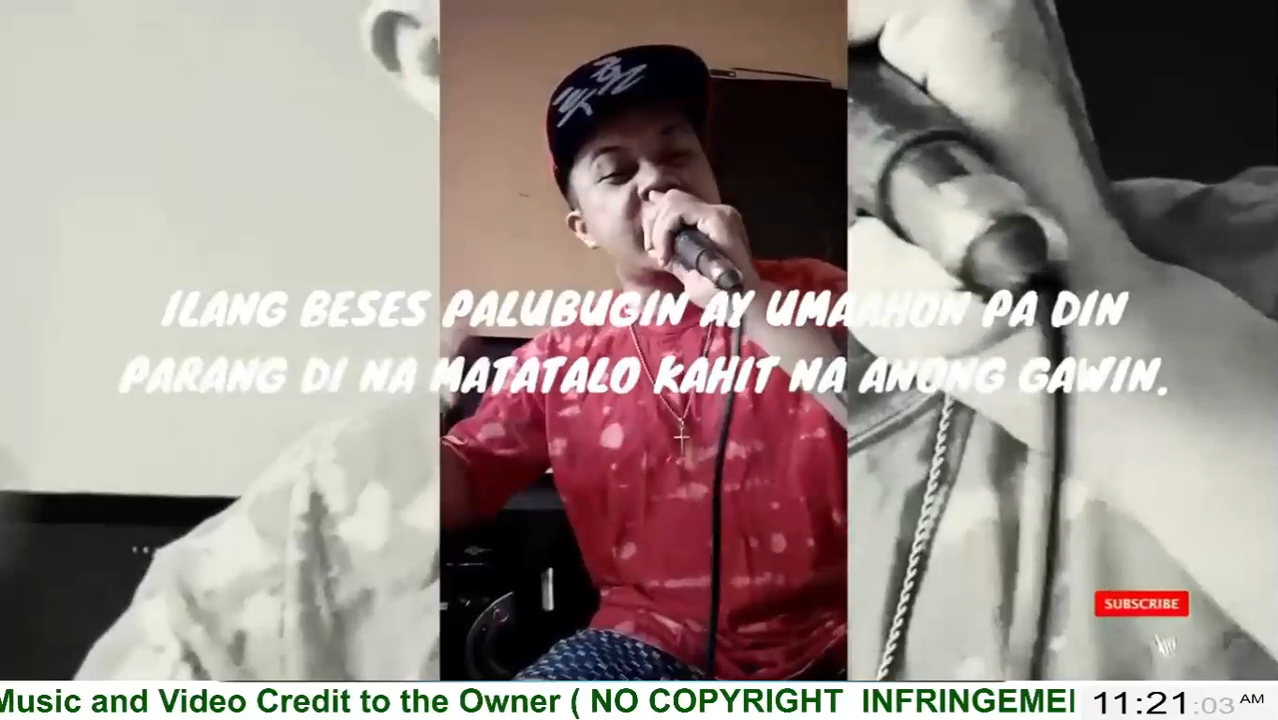 ILANG BESES PALUBUGIN AY UMAAHON PA DIN
PARANG DI NA MATATALO KAHIT NA ANONG GAWIN.
SUBSCRIBE
Music and Video Credit to the Owner ( NO COPYRIGHT INFRINGEME
11:21:03 AM